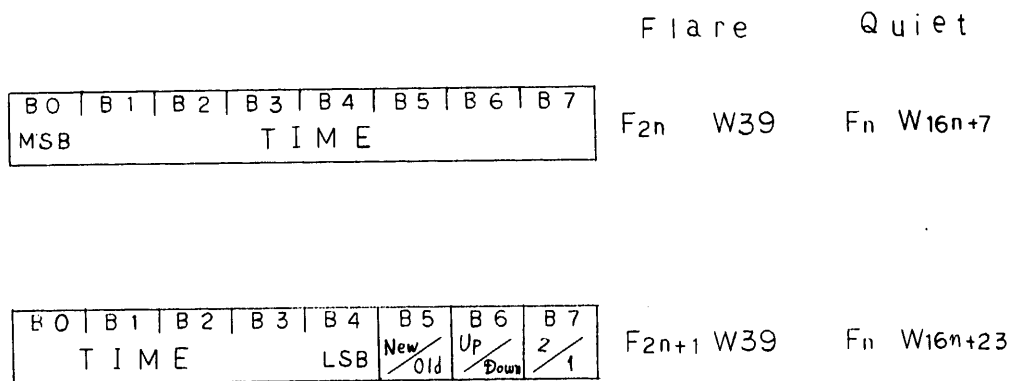 Flare Quiet
B0 B1 B2 B3 B4 B5 B6 B7
MSB TIME F2n W39 Fn W16n+7
B0 B1 B2 B3 B4 B5 B6 B7
TIME LSB New/Old Up/Down 2/1 F2n+1 W39 Fn W16n+23